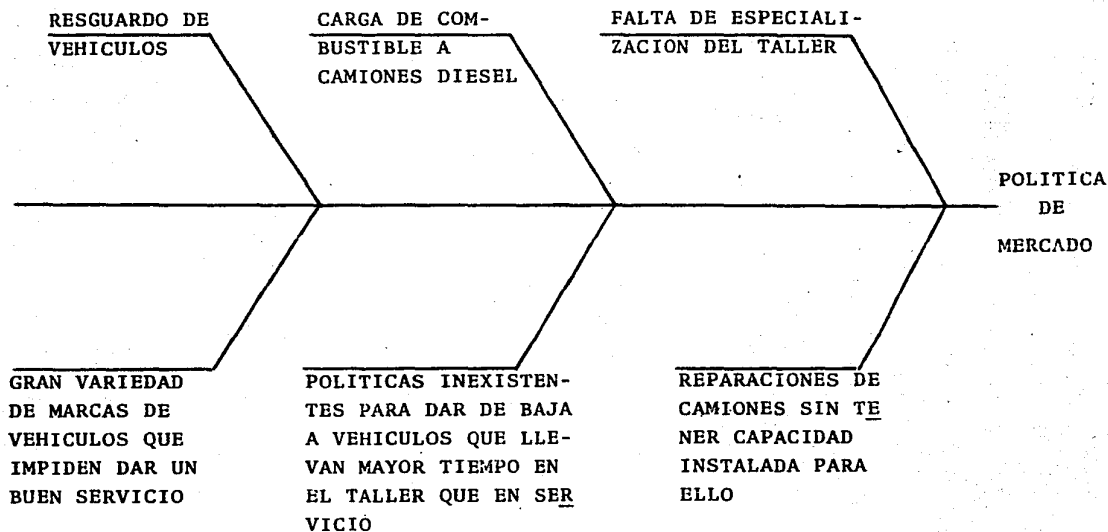 RESGUARDO DE
VEHICULOS
CARGA DE COM-
BUSTIBLE A
CAMIONES DIESEL
FALTA DE ESPECIALI-
ZACION DEL TALLER
POLITICA
DE
MERCADO
GRAN VARIEDAD
DE MARCAS DE
VEHICULOS QUE
IMPIDEN DAR UN
BUEN SERVICIO
POLITICAS INEXISTEN-
TES PARA DAR DE BAJA
A VEHICULOS QUE LLE-
VAN MAYOR TIEMPO EN
EL TALLER QUE EN SER
VICIO
REPARACIONES DE
CAMIONES SIN TE
NER CAPACIDAD
INSTALADA PARA
ELLO